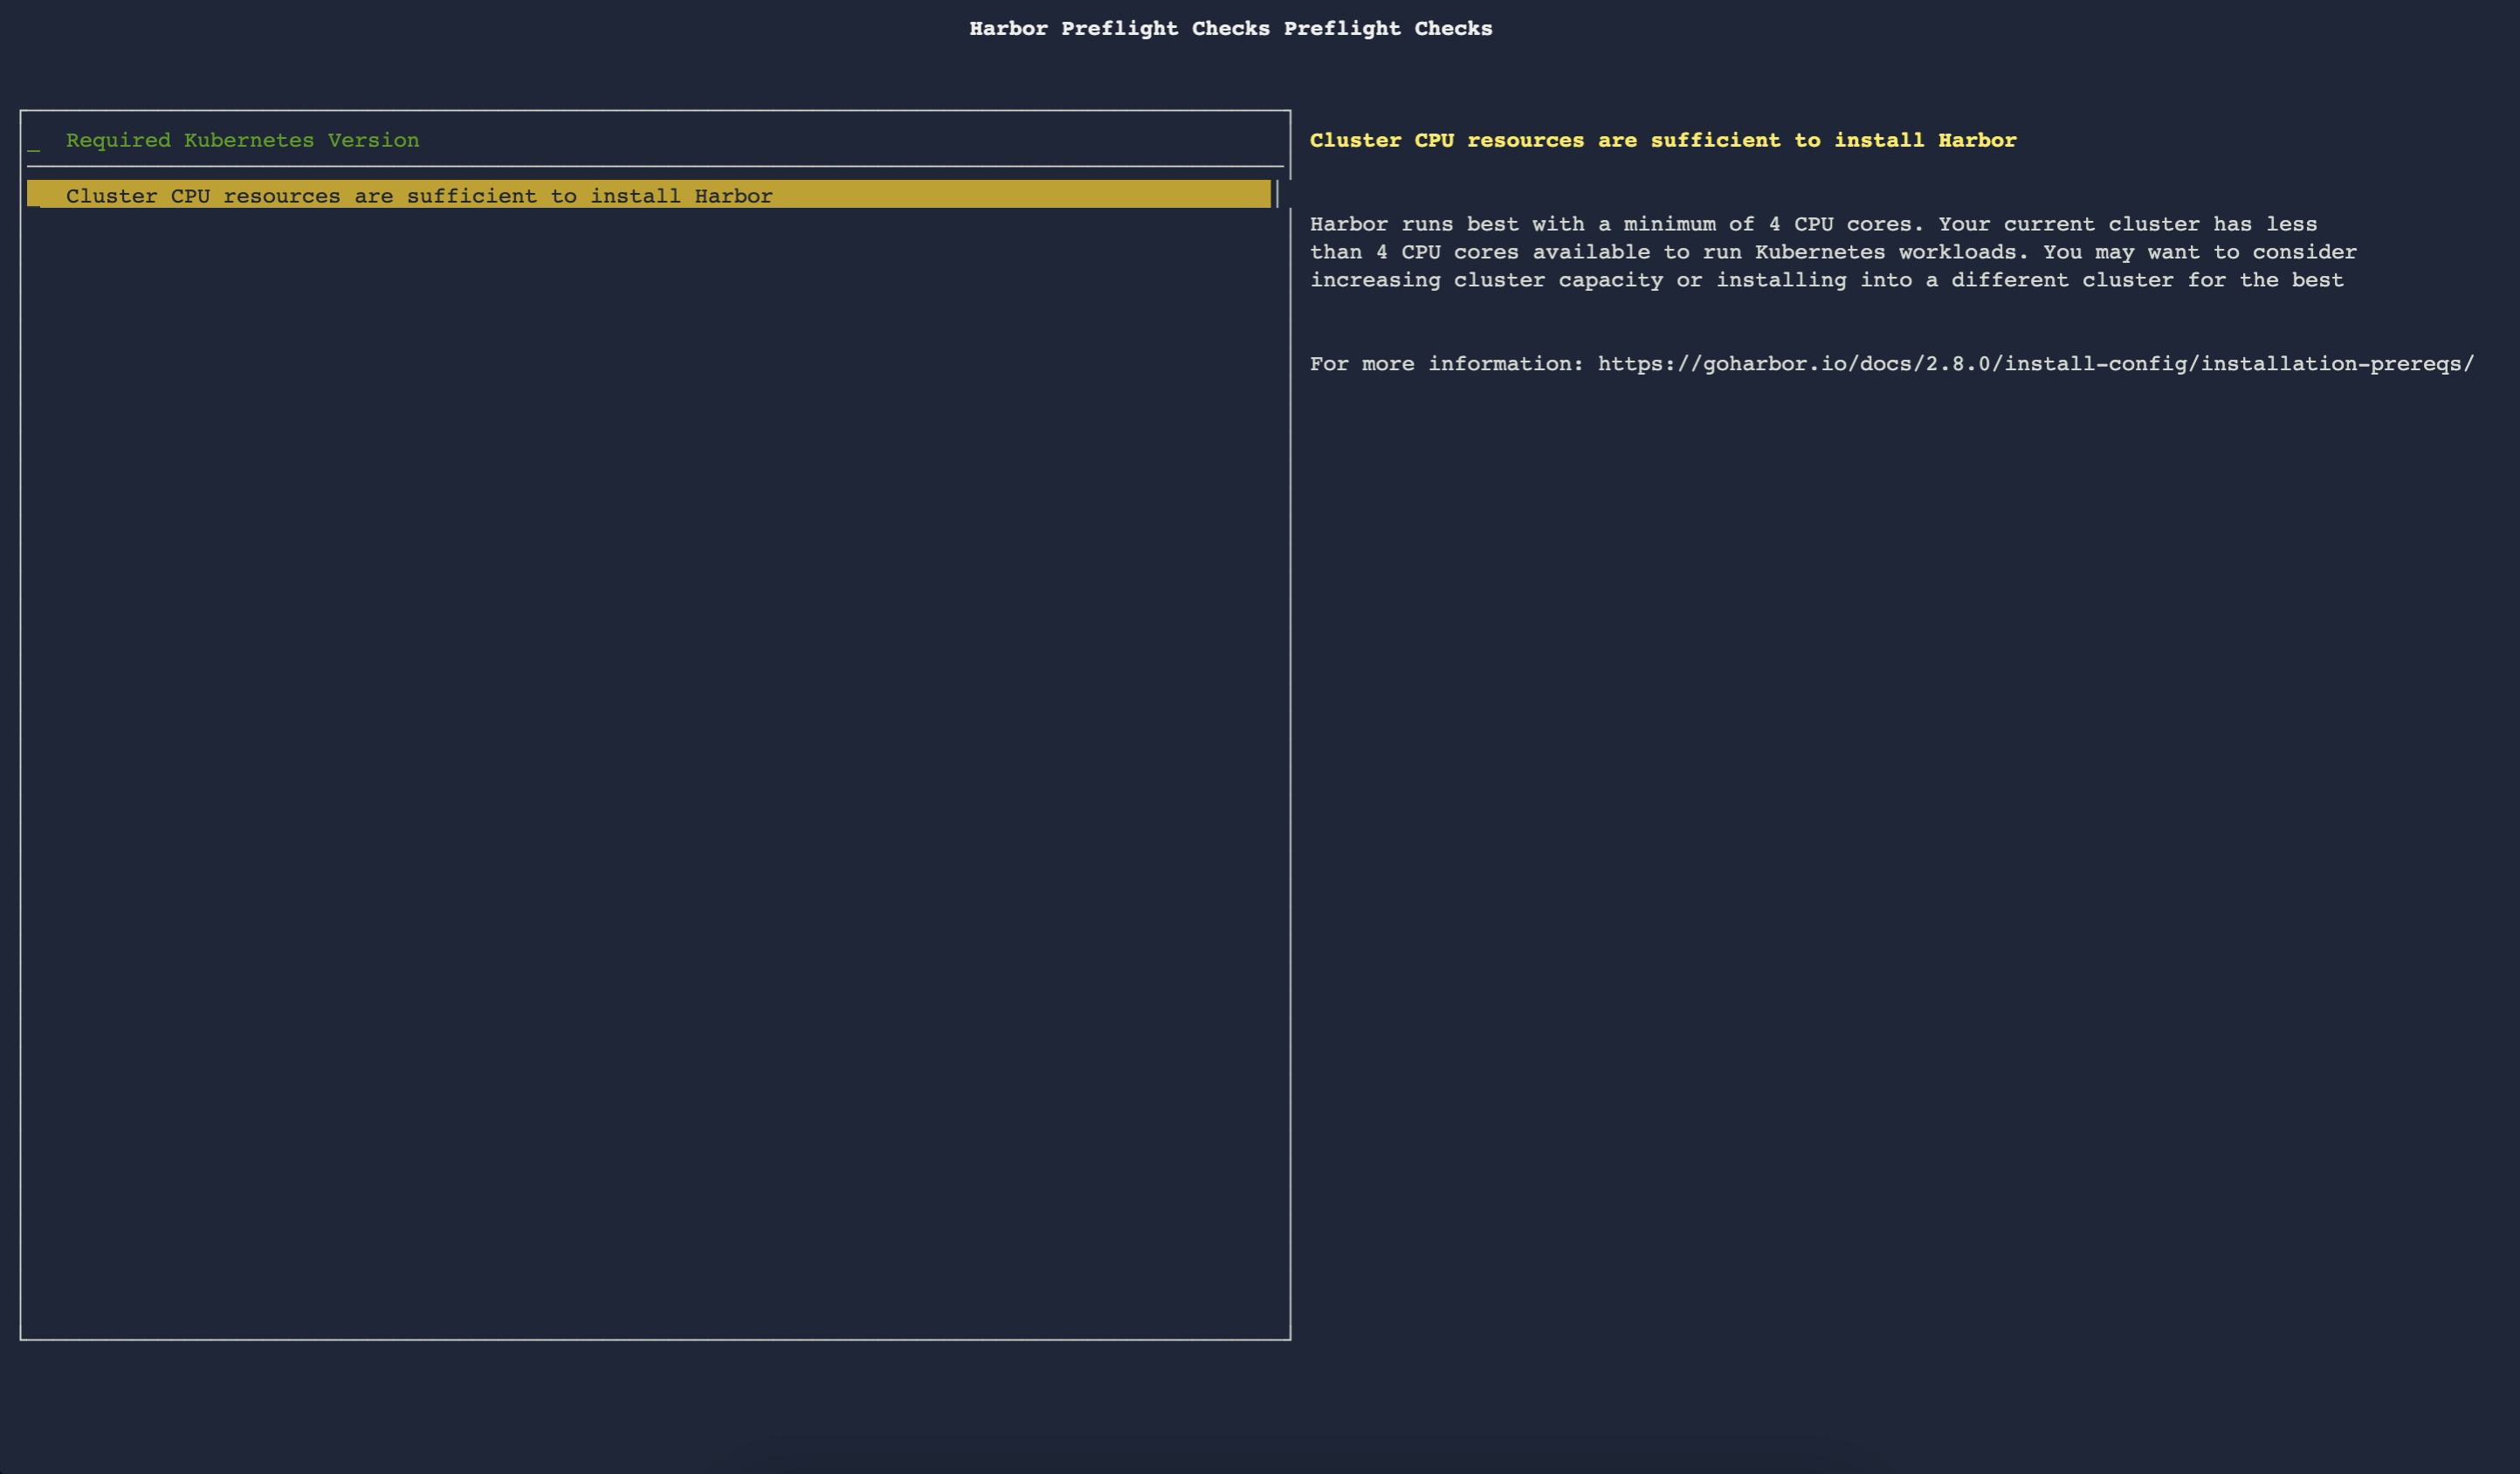 Harbor Preflight Checks Preflight Checks
_ Required Kubernetes Version
_ Cluster CPU resources are sufficient to install Harbor
Cluster CPU resources are sufficient to install Harbor
Harbor runs best with a minimum of 4 CPU cores. Your current cluster has less
than 4 CPU cores available to run Kubernetes workloads. You may want to consider
increasing cluster capacity or installing into a different cluster for the best
For more information: https://goharbor.io/docs/2.8.0/install-config/installation-prereqs/